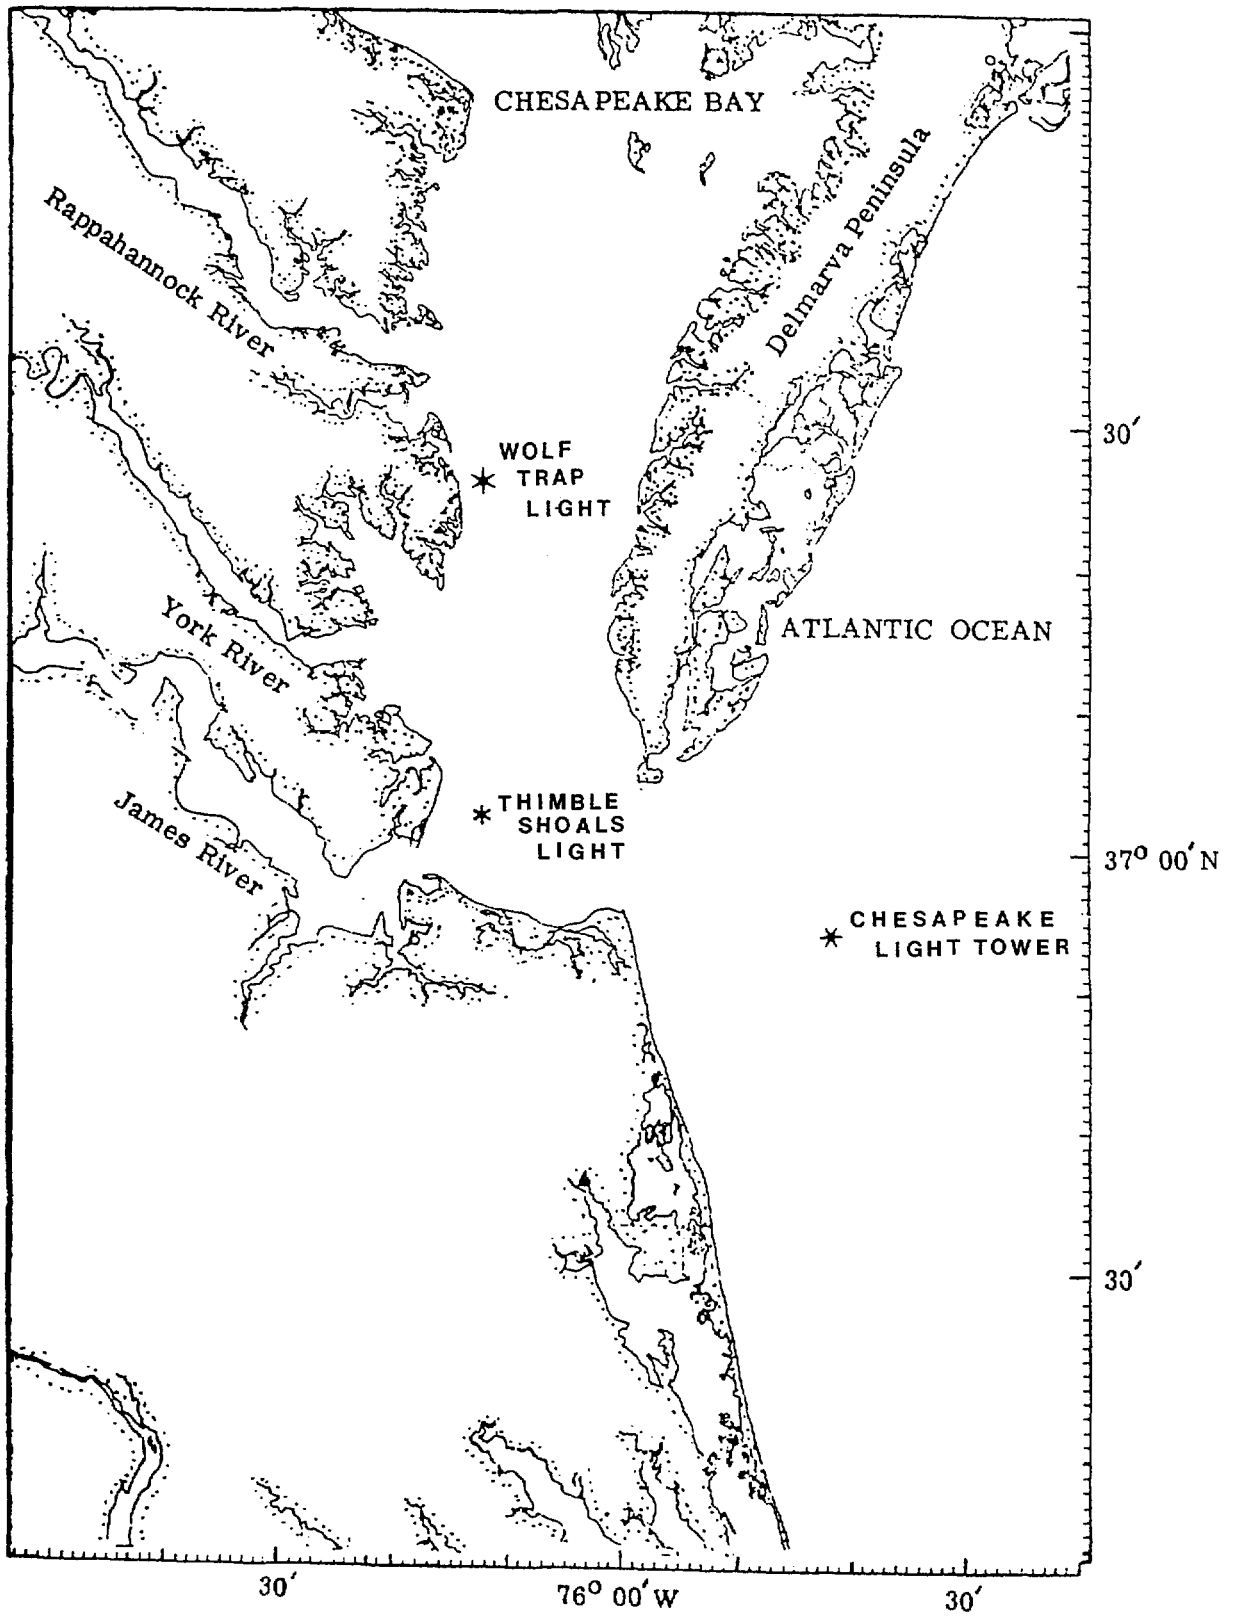 CHESAPEAKE BAY
Delmarva Peninsula
Rappahannock River
30′
WOLF
TRAP
LIGHT
York River
ATLANTIC OCEAN
James River
THIMBLE
SHOALS
LIGHT
37° 00′ N
CHESAPEAKE
LIGHT TOWER
30′
30′
76° 00′ W
30′